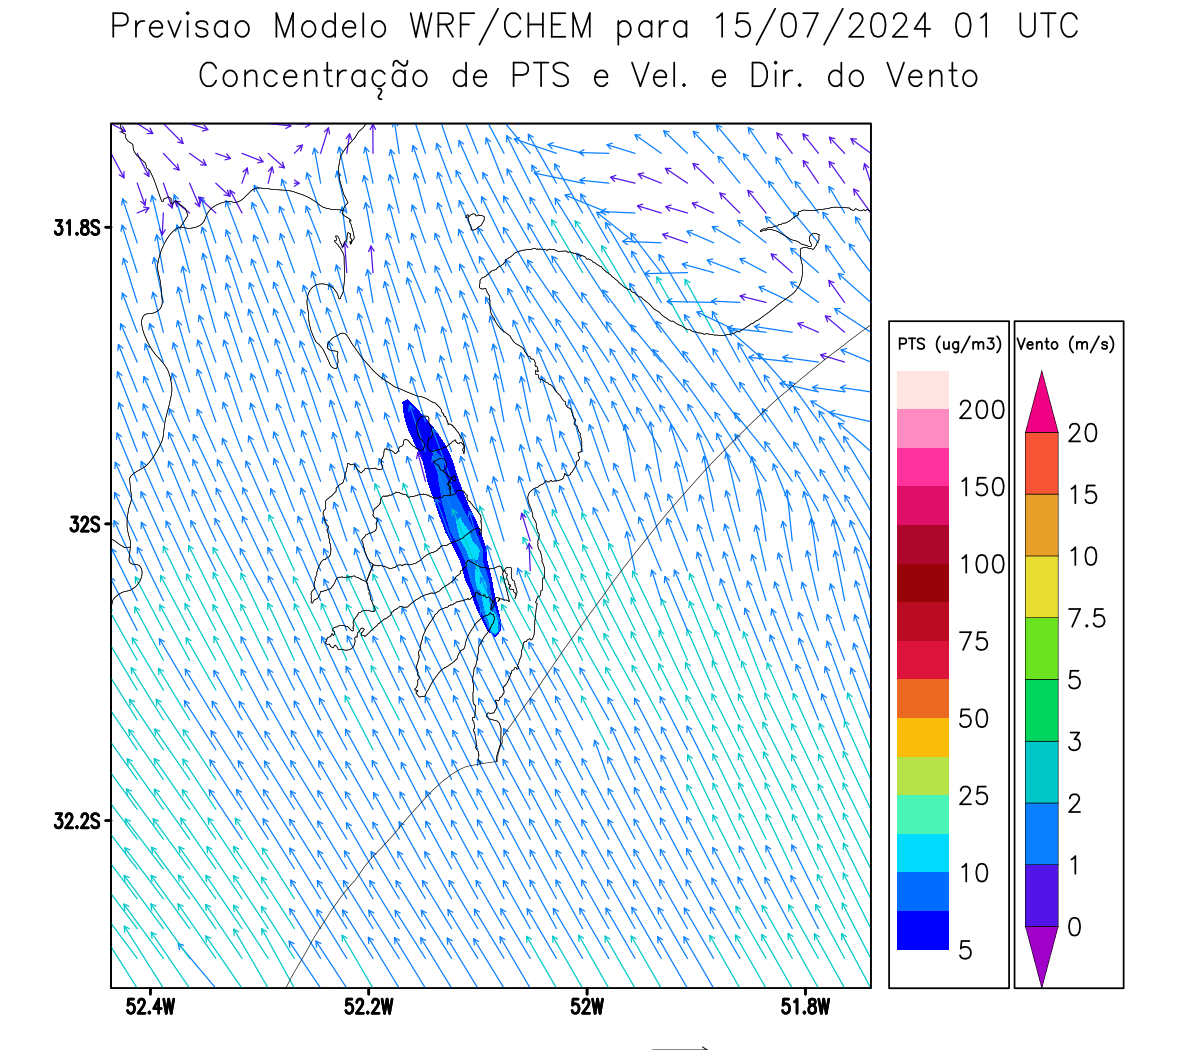 Previsao Modelo WRF/CHEM para 15/07/2024 01 UTC
Concentração de PTS e Vel. e Dir. do Vento
31.8S
32S
32.2S
52.4W 52.2W 52W 51.8W
PTS (ug/m3)
200
150
100
75
50
25
10
5
Vento (m/s)
20
15
10
7.5
5
3
2
1
0